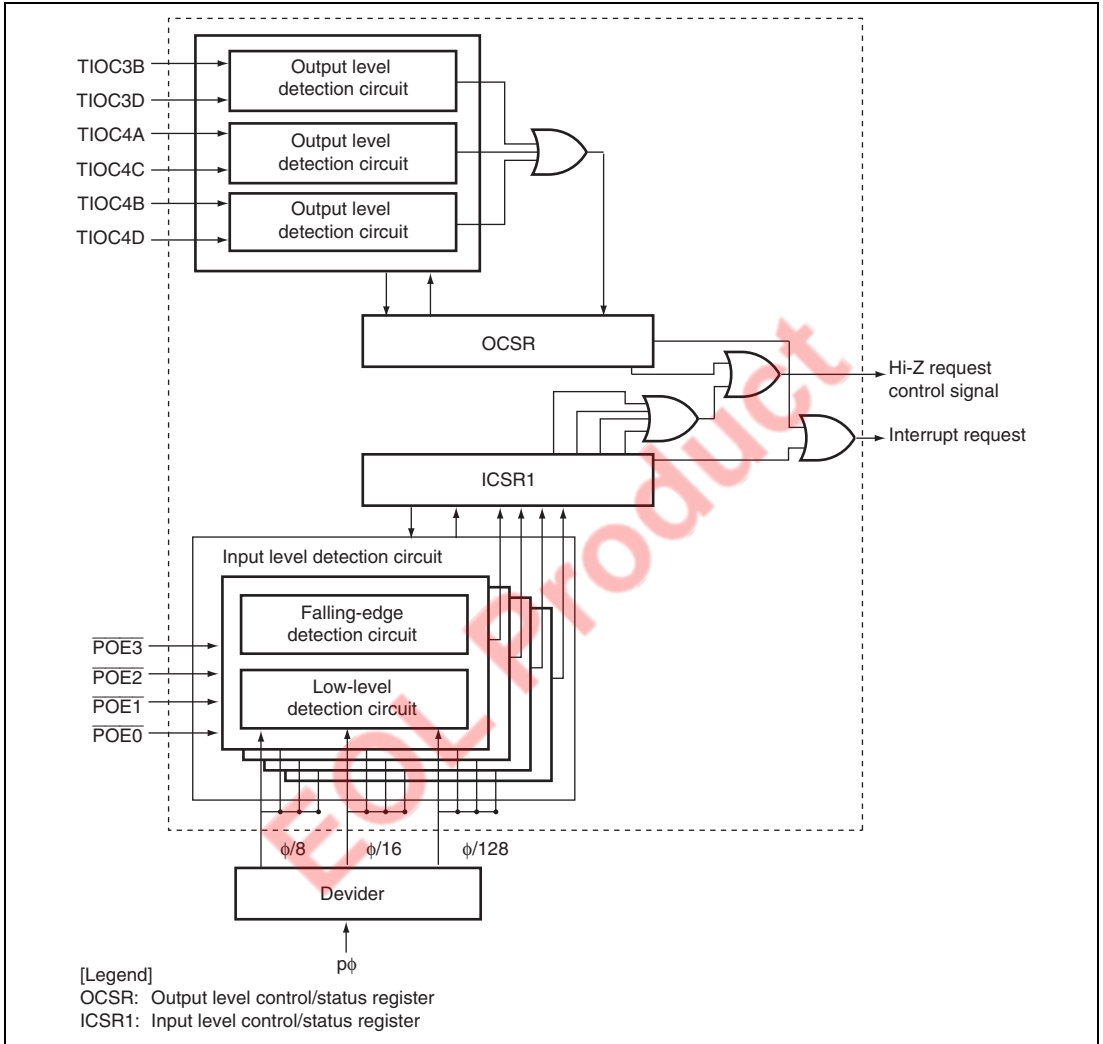 TIOC3B
TIOC3D
TIOC4A
TIOC4C
TIOC4B
TIOC4D
Output level
detection circuit
Output level
detection circuit
Output level
detection circuit
OCSR
Hi-Z request
control signal
Interrupt request
ICSR1
Input level detection circuit
Falling-edge
detection circuit
Low-level
detection circuit
POE3
POE2
POE1
POE0
ϕ/8
ϕ/16
ϕ/128
Devider
pϕ
[Legend]
OCSR: Output level control/status register
ICSR1: Input level control/status register
EOL Product